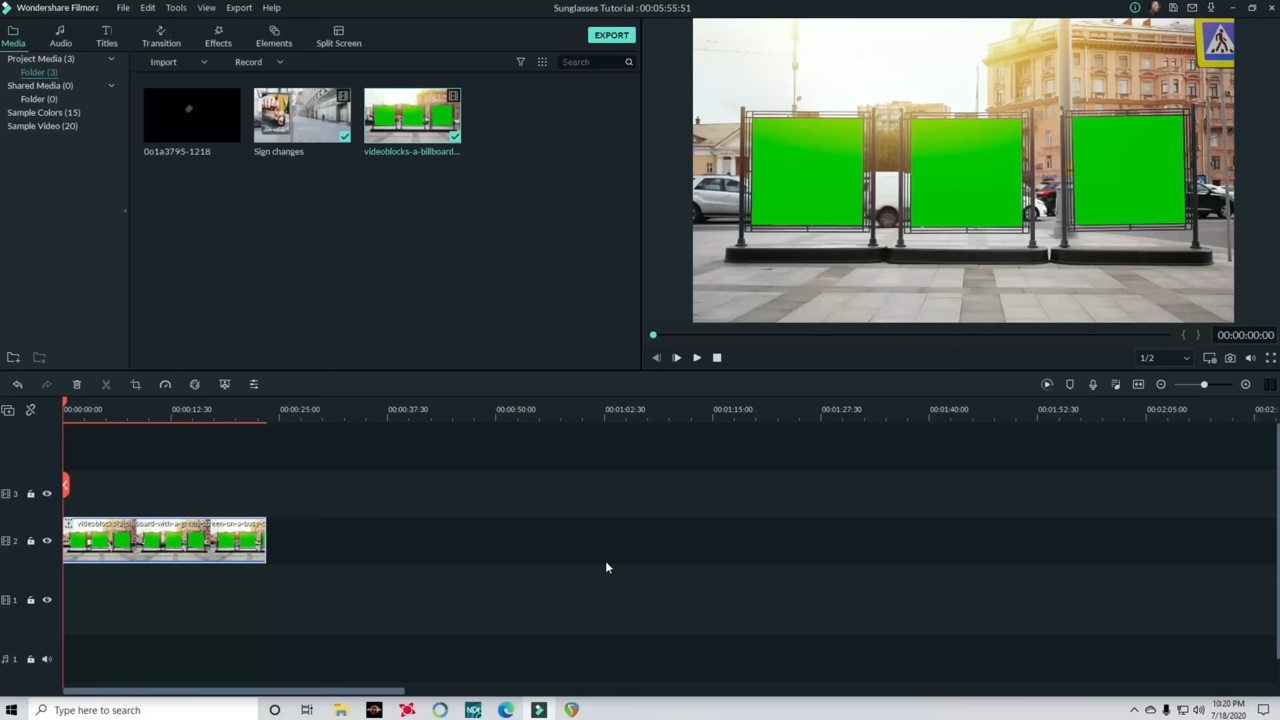 Wondershare Filmora File Edit Tools View Export Help Sunglasses Tutorial : 00:05:55:51
Media Audio Titles Transition Effects Elements Split Screen EXPORT
Project Media (3) Import Record Search
Folder (3)
Shared Media (0)
Folder (0)
Sample Colors (15)
Sample Video (20)
0o1a3795-1218 Sign changes videoblocks-a-billboard...
00:00:00:00
1/2
00:00:00:00 00:00:12:30 00:00:25:00 00:00:37:30 00:00:50:00 00:01:02:30 00:01:15:00 00:01:27:30 00:01:40:00 00:01:52:30 00:02:05:00
3
videoblocks-a-billboard-with-a-green-screen-on-a-busy-
2
1
1
Type here to search
10:20 PM
7/18/2020